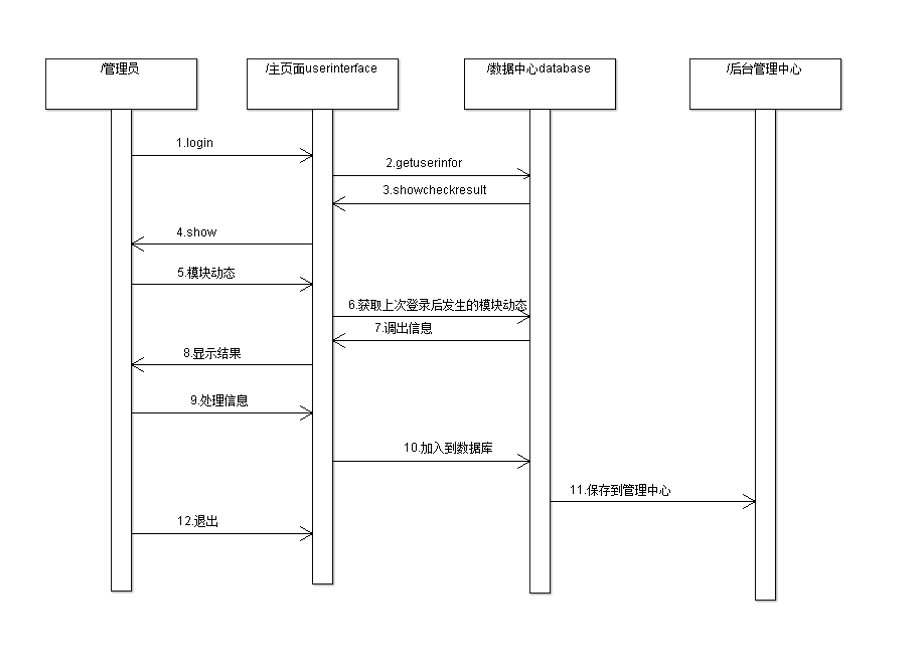 /管理员
/主页面userinterface
/数据中心database
/后台管理中心
1.login
2.getuserinfor
3.showcheckresult
4.show
5.模块动态
6.获取上次登录后发生的模块动态
7.调出信息
8.显示结果
9.处理信息
10.加入到数据库
11.保存到管理中心
12.退出